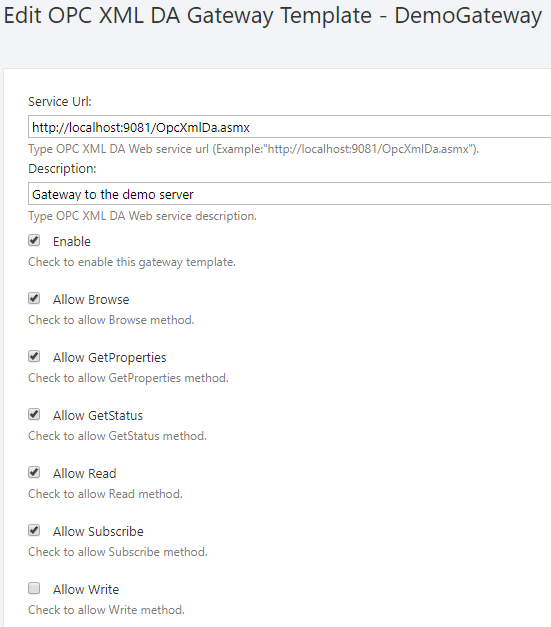 Edit OPC XML DA Gateway Template - DemoGateway
Service Url:
http://localhost:9081/OpcXmlDa.asmx
Type OPC XML DA Web service url (Example:"http://localhost:9081/OpcXmlDa.asmx").
Description:
Gateway to the demo server
Type OPC XML DA Web service description.
Enable
Check to enable this gateway template.
Allow Browse
Check to allow Browse method.
Allow GetProperties
Check to allow GetProperties method.
Allow GetStatus
Check to allow GetStatus method.
Allow Read
Check to allow Read method.
Allow Subscribe
Check to allow Subscribe method.
Allow Write
Check to allow Write method.